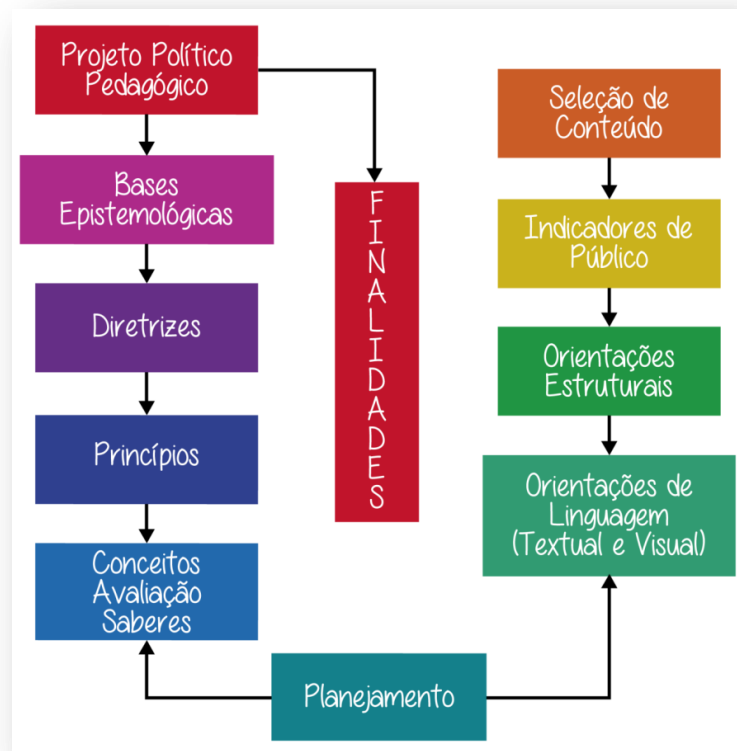 Projeto Político
Pedagógico
Bases
Epistemológicas
Diretrizes
Princípios
Conceitos
Avaliação
Saberes
FINALIDADES
Seleção de
Conteúdo
Indicadores de
Público
Orientações
Estruturais
Orientações de
Linguagem
(Textual e Visual)
Planejamento